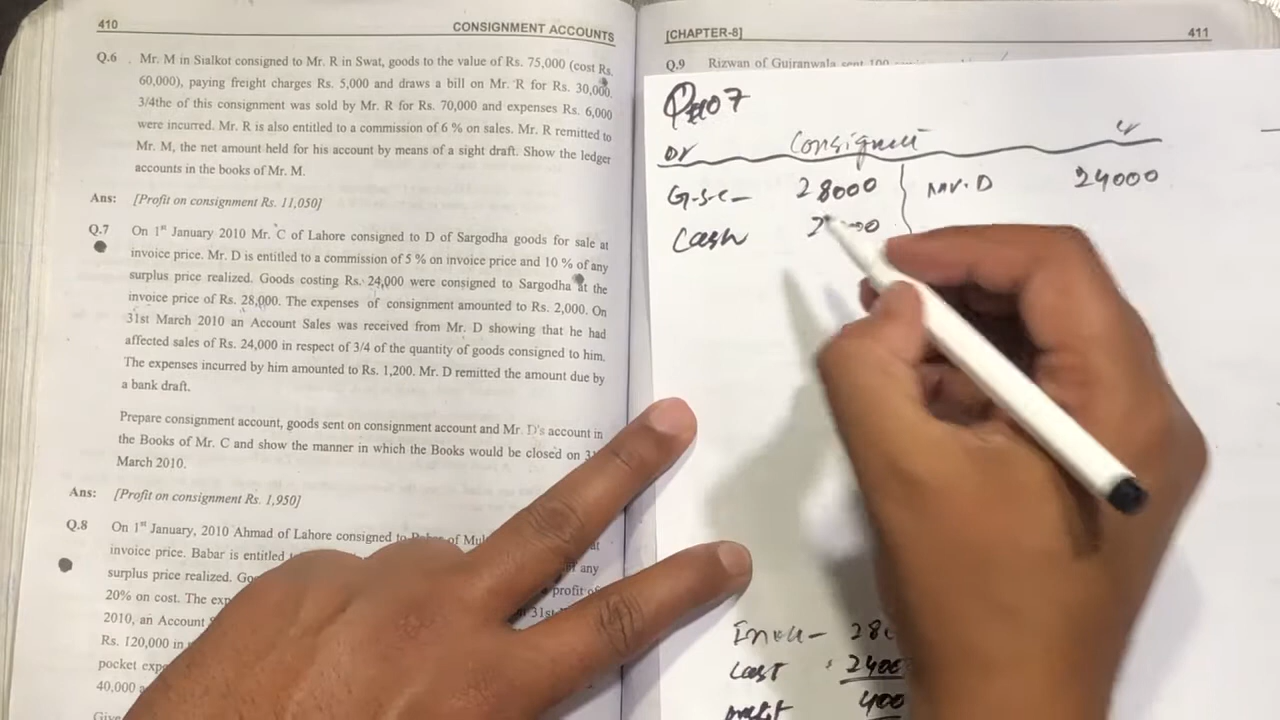 410
CONSIGNMENT ACCOUNTS
Q.6 . Mr. M in Sialkot consigned to Mr. R in Swat, goods to the value of Rs. 75,000 (cost Rs.
60,000), paying freight charges Rs. 5,000 and draws a bill on Mr. R for Rs. 30,000.
3/4the of this consignment was sold by Mr. R for Rs. 70,000 and expenses Rs. 6,000
were incurred. Mr. R is also entitled to a commission of 6 % on sales. Mr. R remitted to
Mr. M, the net amount held for his account by means of a sight draft. Show the ledger
accounts in the books of Mr. M.
Ans: [Profit on consignment Rs. 11,050]
Q.7 On 1st January 2010 Mr. C of Lahore consigned to D of Sargodha goods for sale at
invoice price. Mr. D is entitled to a commission of 5 % on invoice price and 10 % of any
surplus price realized. Goods costing Rs. 24,000 were consigned to Sargodha at the
invoice price of Rs. 28,000. The expenses of consignment amounted to Rs. 2,000. On
31st March 2010 an Account Sales was received from Mr. D showing that he had
affected sales of Rs. 24,000 in respect of 3/4 of the quantity of goods consigned to him.
The expenses incurred by him amounted to Rs. 1,200. Mr. D remitted the amount due by
a bank draft.
Prepare consignment account, goods sent on consignment account and Mr. D's account in
the Books of Mr. C and show the manner in which the Books would be closed on
March 2010.
Ans: [Profit on consignment Rs. 1,950]
Q.8 On 1st January, 2010 Ahmad of Lahore consigned to of
invoice price. Babar is entitled
any
surplus price realized.
profit of
20% on cost. The
31st
2010, an Account
Rs. 120,000 in
pocket
40,000
[CHAPTER-8]
411
Q.9 Rizwan of Gujranwala sent 100
07
Dr
Cr
G.S.C- 28000 Mr. D 24000
Cash
Cost